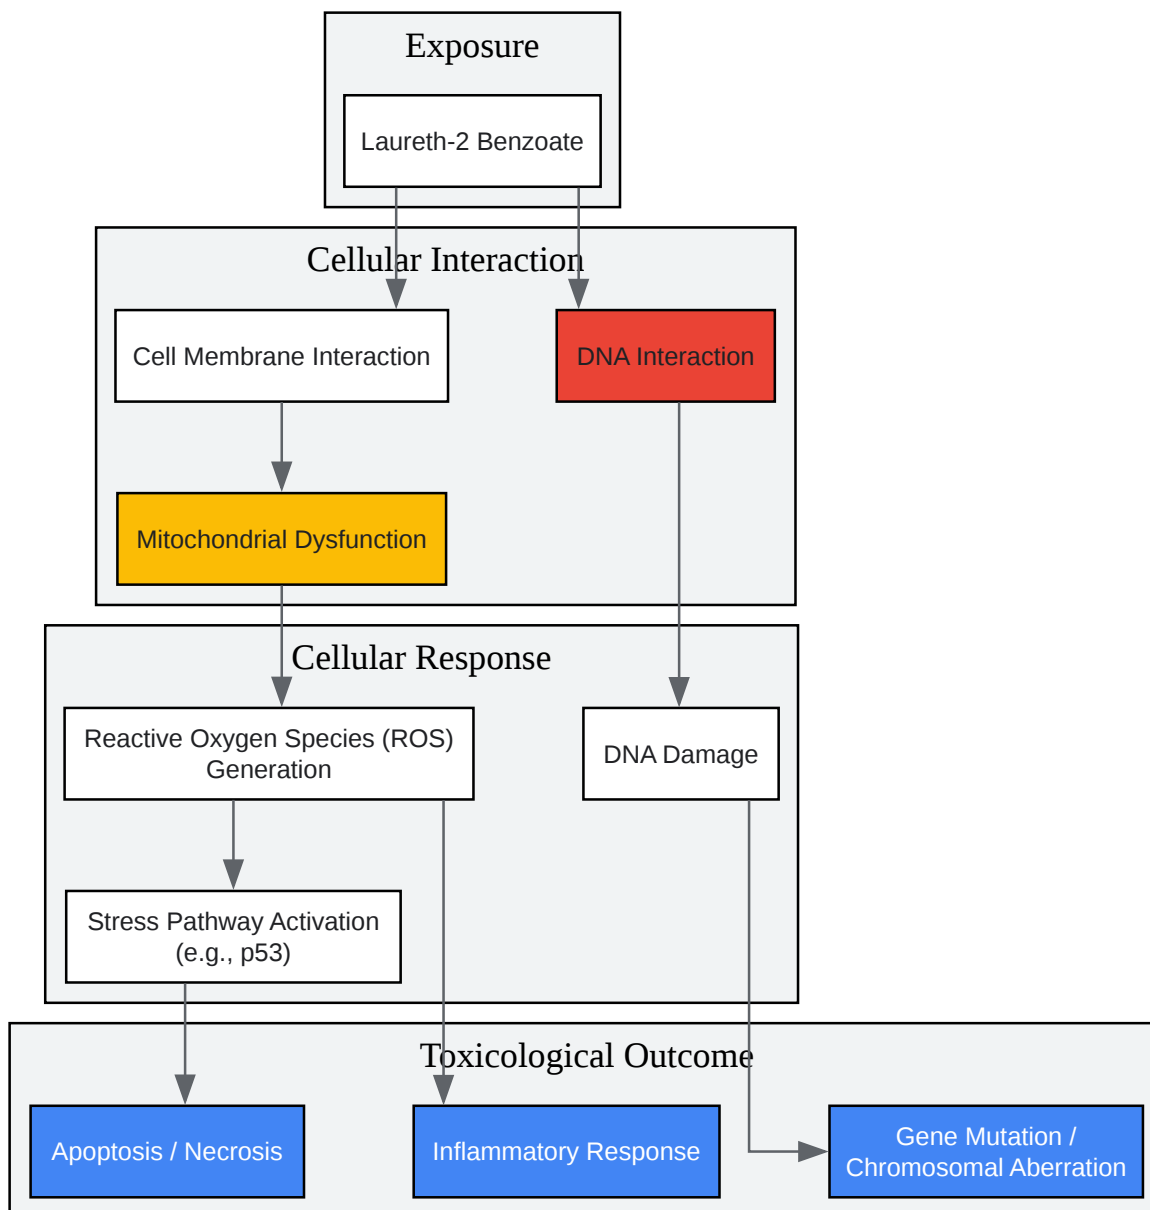 Exposure
Laureth-2 Benzoate
Cellular Interaction
Cell Membrane Interaction
DNA Interaction
Mitochondrial Dysfunction
Cellular Response
Reactive Oxygen Species (ROS)
Generation
DNA Damage
Stress Pathway Activation
(e.g., p53)
Toxicological Outcome
Apoptosis / Necrosis
Inflammatory Response
Gene Mutation /
Chromosomal Aberration